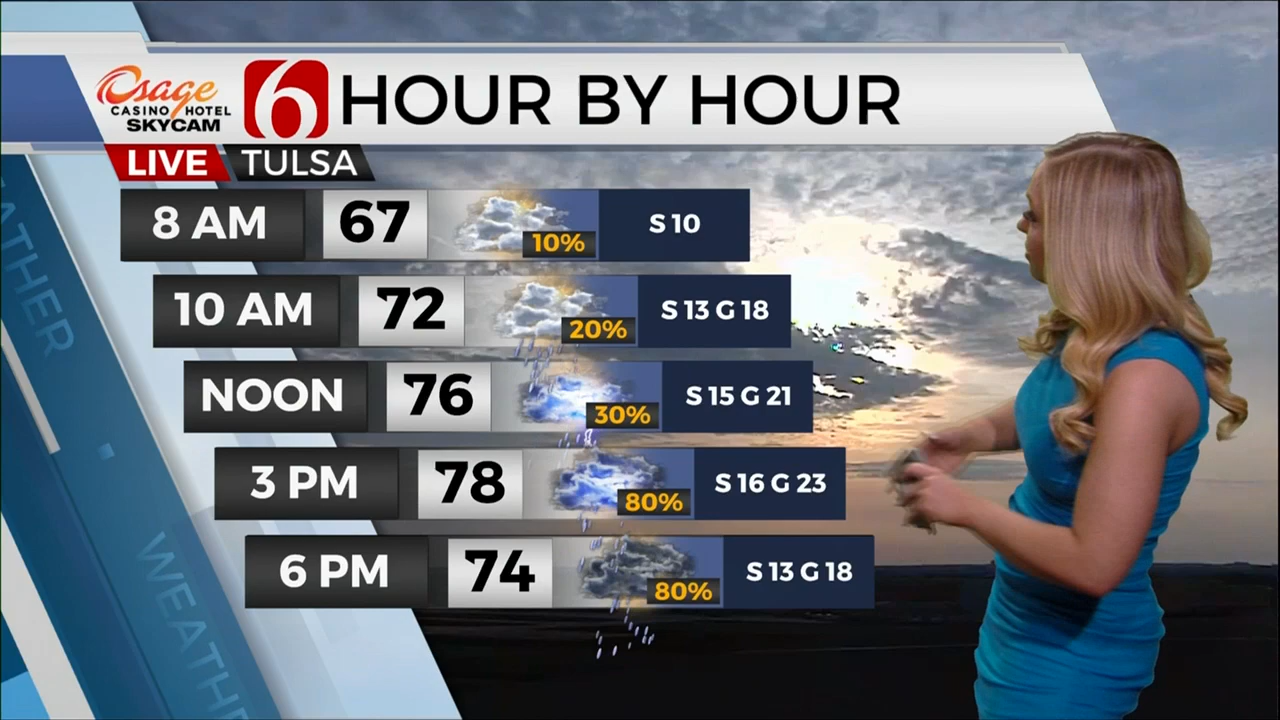 Osage
CASINO HOTEL
SKYCAM
6 HOUR BY HOUR
LIVE TULSA
8 AM 67 10% S 10
10 AM 72 20% S 13 G 18
NOON 76 30% S 15 G 21
3 PM 78 80% S 16 G 23
6 PM 74 80% S 13 G 18
WEATHER